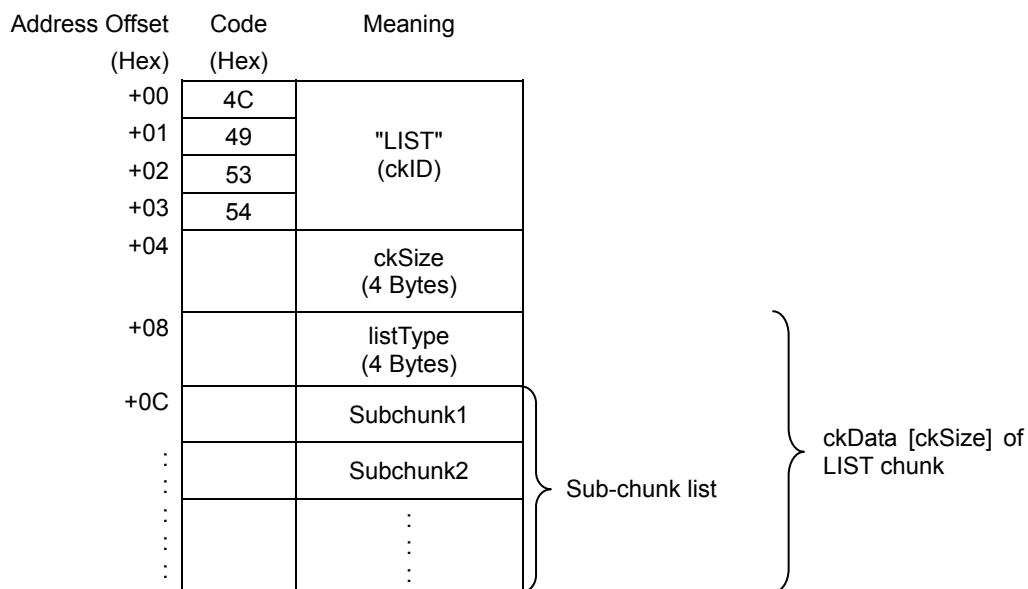 Address Offset Code Meaning
(Hex) (Hex)
+00 4C
+01 49 "LIST"
+02 53 (ckID)
+03 54
+04 ckSize
(4 Bytes)
+08 listType
(4 Bytes)
+0C Subchunk1
Subchunk2
Sub-chunk list
ckData [ckSize] of
LIST chunk